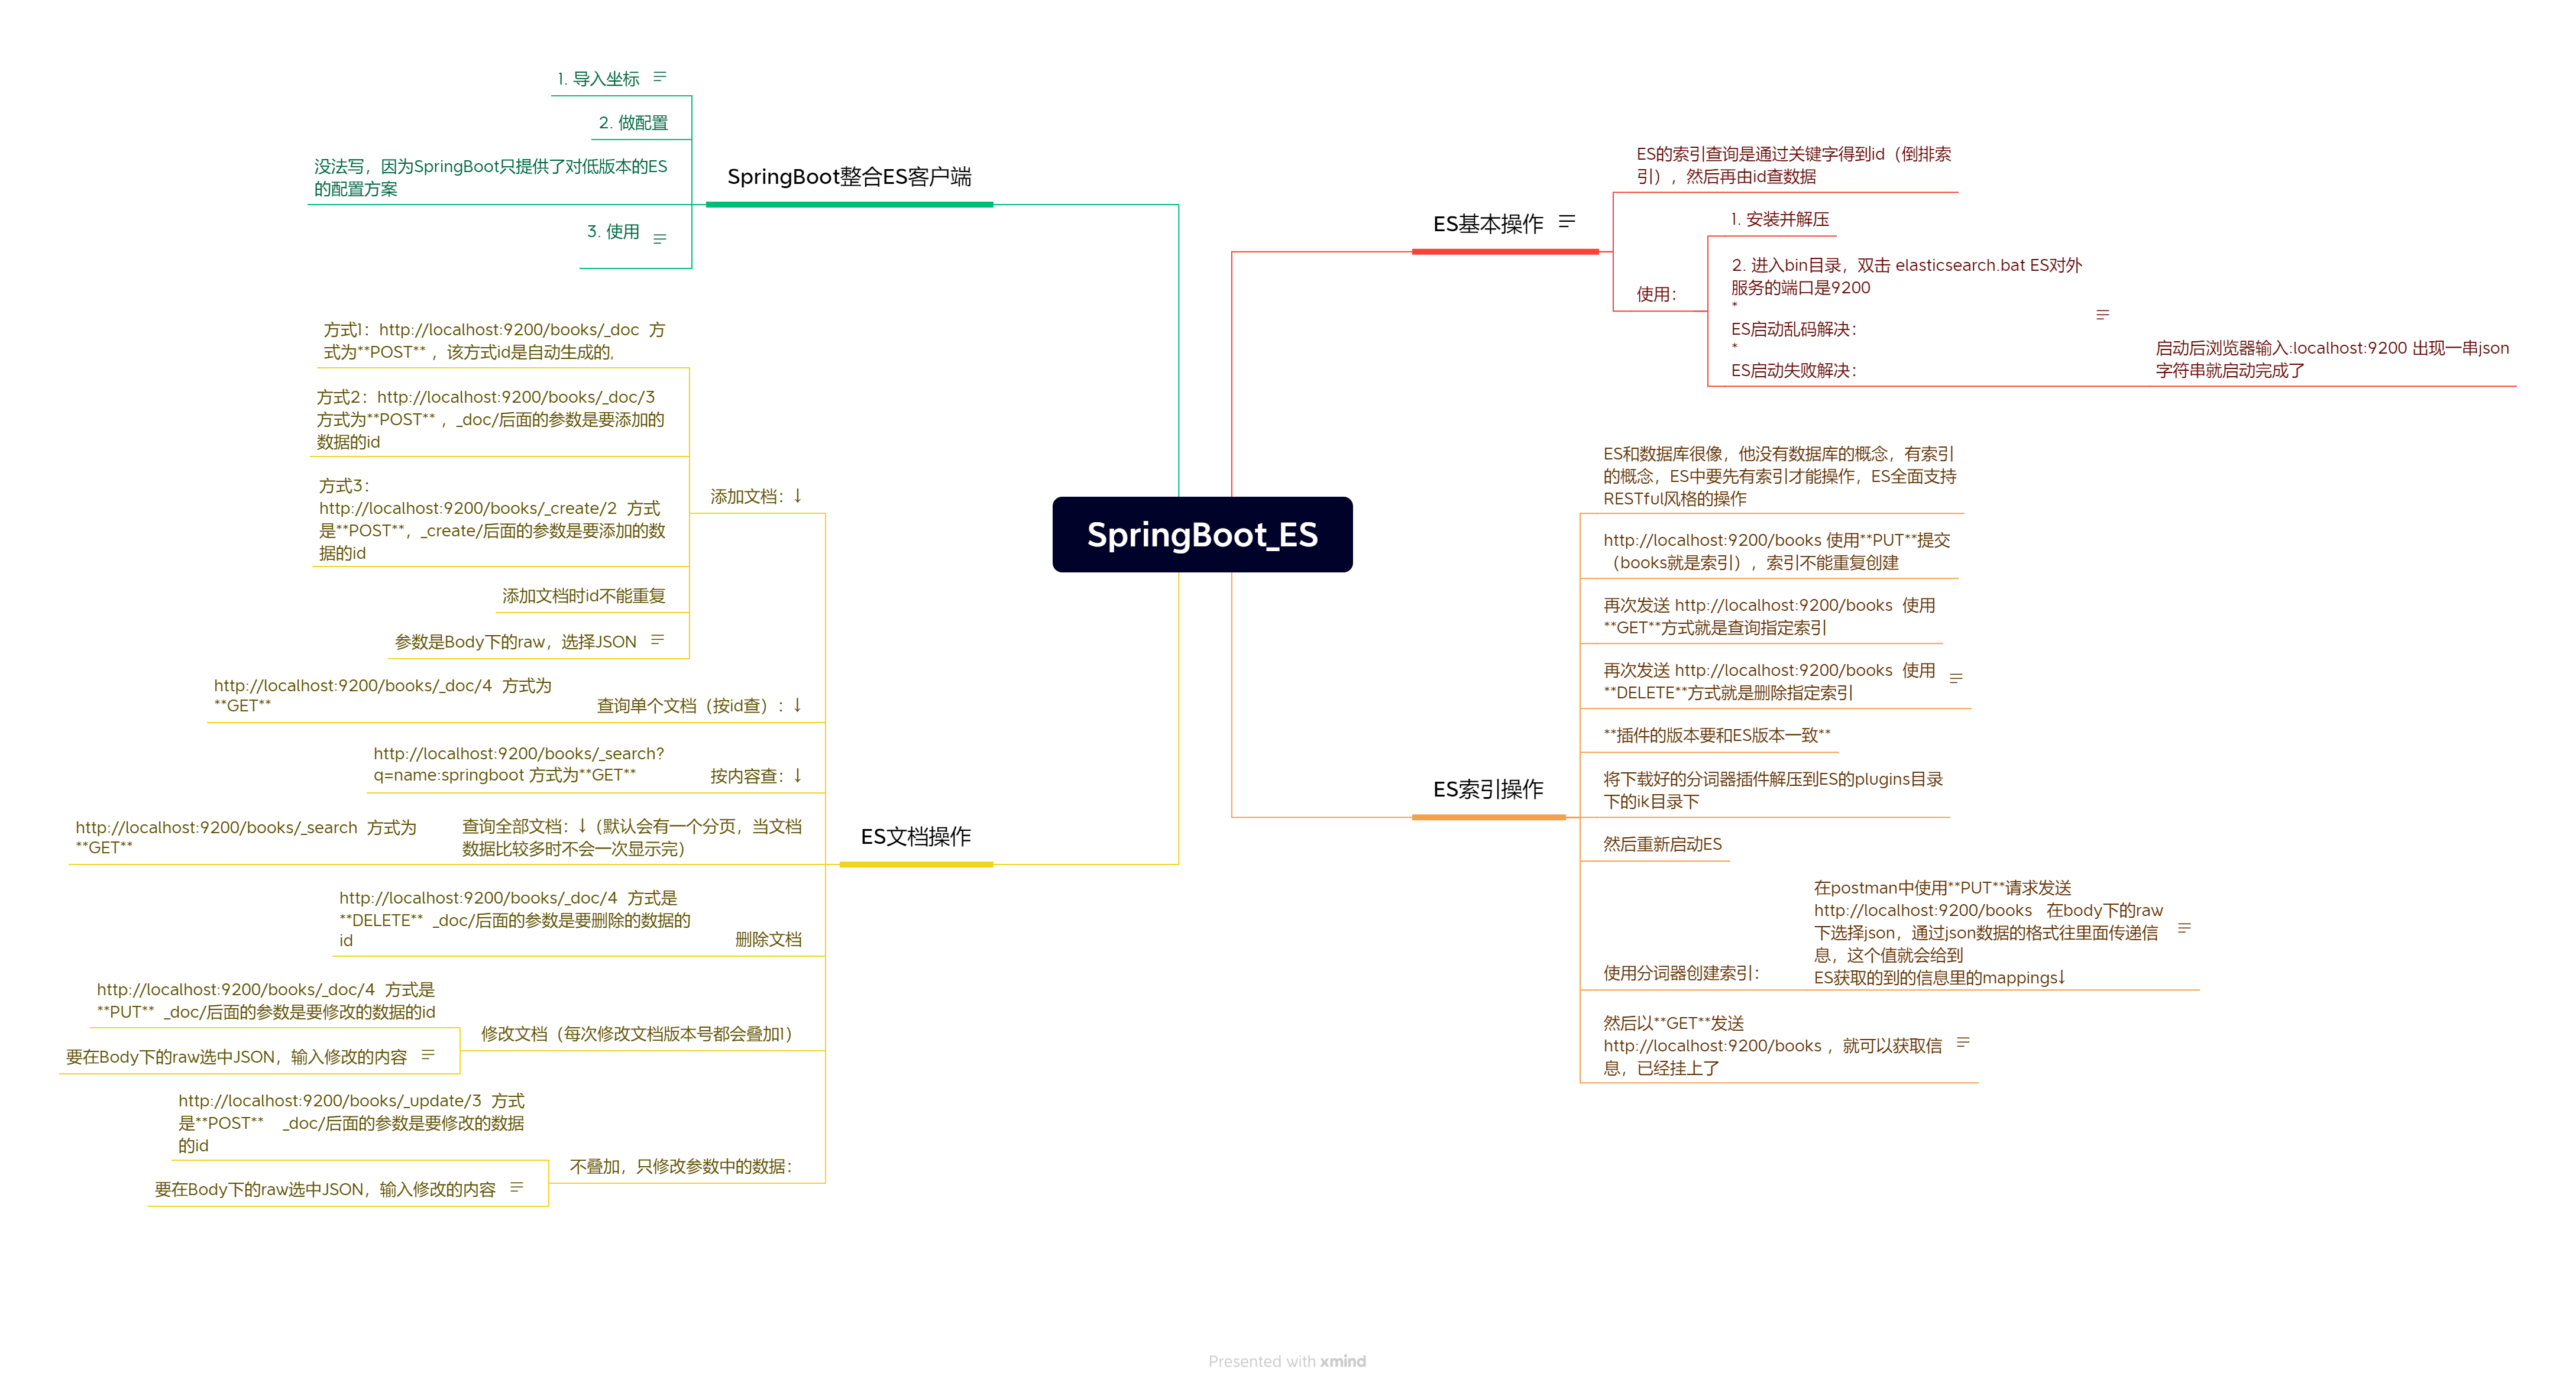 SpringBoot_ES
ES基本操作
ES的索引查询是通过关键字得到id（倒排索
引），然后再由id查数据
使用：
1. 安装并解压
2. 进入bin目录，双击 elasticsearch.bat ES对外
服务的端口是9200
*
ES启动乱码解决：
*
ES启动失败解决：
启动后浏览器输入:localhost:9200 出现一串json
字符串就启动完成了
ES索引操作
ES和数据库很像，他没有数据库的概念，有索引
的概念，ES中要先有索引才能操作，ES全面支持
RESTful风格的操作
http://localhost:9200/books 使用**PUT**提交
（books就是索引），索引不能重复创建
再次发送 http://localhost:9200/books 使用
**GET**方式就是查询指定索引
再次发送 http://localhost:9200/books 使用
**DELETE**方式就是删除指定索引
**插件的版本要和ES版本一致**
将下载好的分词器插件解压到ES的plugins目录
下的ik目录下
然后重新启动ES
使用分词器创建索引：
在postman中使用**PUT**请求发送
http://localhost:9200/books 在body下的raw
下选择json，通过json数据的格式往里面传递信
息，这个值就会给到
ES获取的到的信息里的mappings↓
然后以**GET**发送
http://localhost:9200/books ，就可以获取信
息，已经挂上了
SpringBoot整合ES客户端
1. 导入坐标
2. 做配置
没法写，因为SpringBoot只提供了对低版本的ES
的配置方案
3. 使用
ES文档操作
添加文档：↓
方式1：http://localhost:9200/books/_doc 方
式为**POST** ，该方式id是自动生成的，
方式2：http://localhost:9200/books/_doc/3
方式为**POST** ，_doc/后面的参数是要添加的
数据的id
方式3：
http://localhost:9200/books/_create/2 方式
是**POST**，_create/后面的参数是要添加的数
据的id
添加文档时id不能重复
参数是Body下的raw，选择JSON
查询单个文档（按id查）：↓
http://localhost:9200/books/_doc/4 方式为
**GET**
按内容查：↓
http://localhost:9200/books/_search?
q=name:springboot 方式为**GET**
查询全部文档：↓（默认会有一个分页，当文档
数据比较多时不会一次显示完）
http://localhost:9200/books/_search 方式为
**GET**
删除文档
http://localhost:9200/books/_doc/4 方式是
**DELETE** _doc/后面的参数是要删除的数据的
id
修改文档（每次修改文档版本号都会叠加1）
http://localhost:9200/books/_doc/4 方式是
**PUT** _doc/后面的参数是要修改的数据的id
要在Body下的raw选中JSON，输入修改的内容
不叠加，只修改参数中的数据：
http://localhost:9200/books/_update/3 方式
是**POST** _doc/后面的参数是要修改的数据
的id
要在Body下的raw选中JSON，输入修改的内容
Presented with xmind